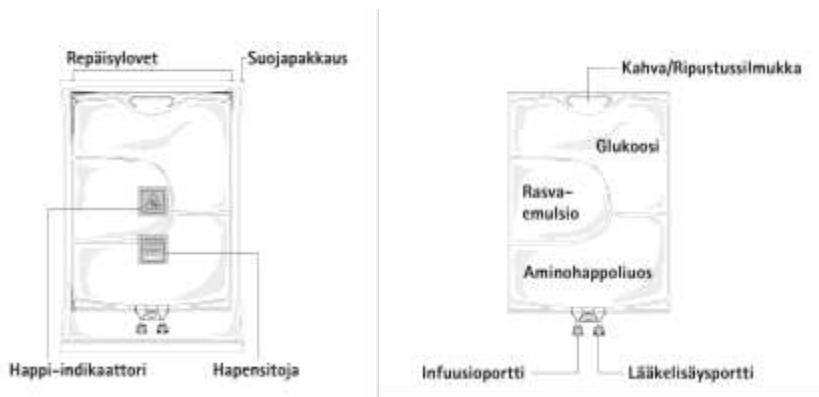 Repäisylovet
Suojapakkaus
Happi-indikaattori
Hapensitoja
Kahva/Ripustussilmukka
Glukoosi
Rasva-
emulsio
Aminohappoliuos
Infuusioportti
Lääkelisäysportti